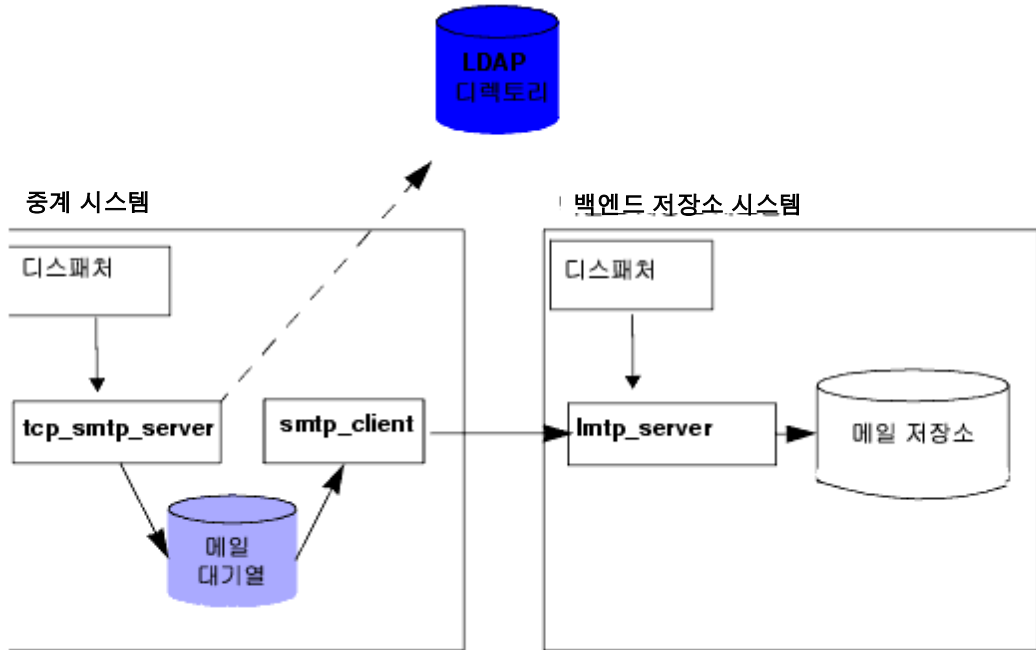 LDAP
디렉토리
중계 시스템
백엔드 저장소 시스템
디스패처
디스패처
tcp_smtp_server
smtp_client
lmtp_server
메일 저장소
메일
대기열